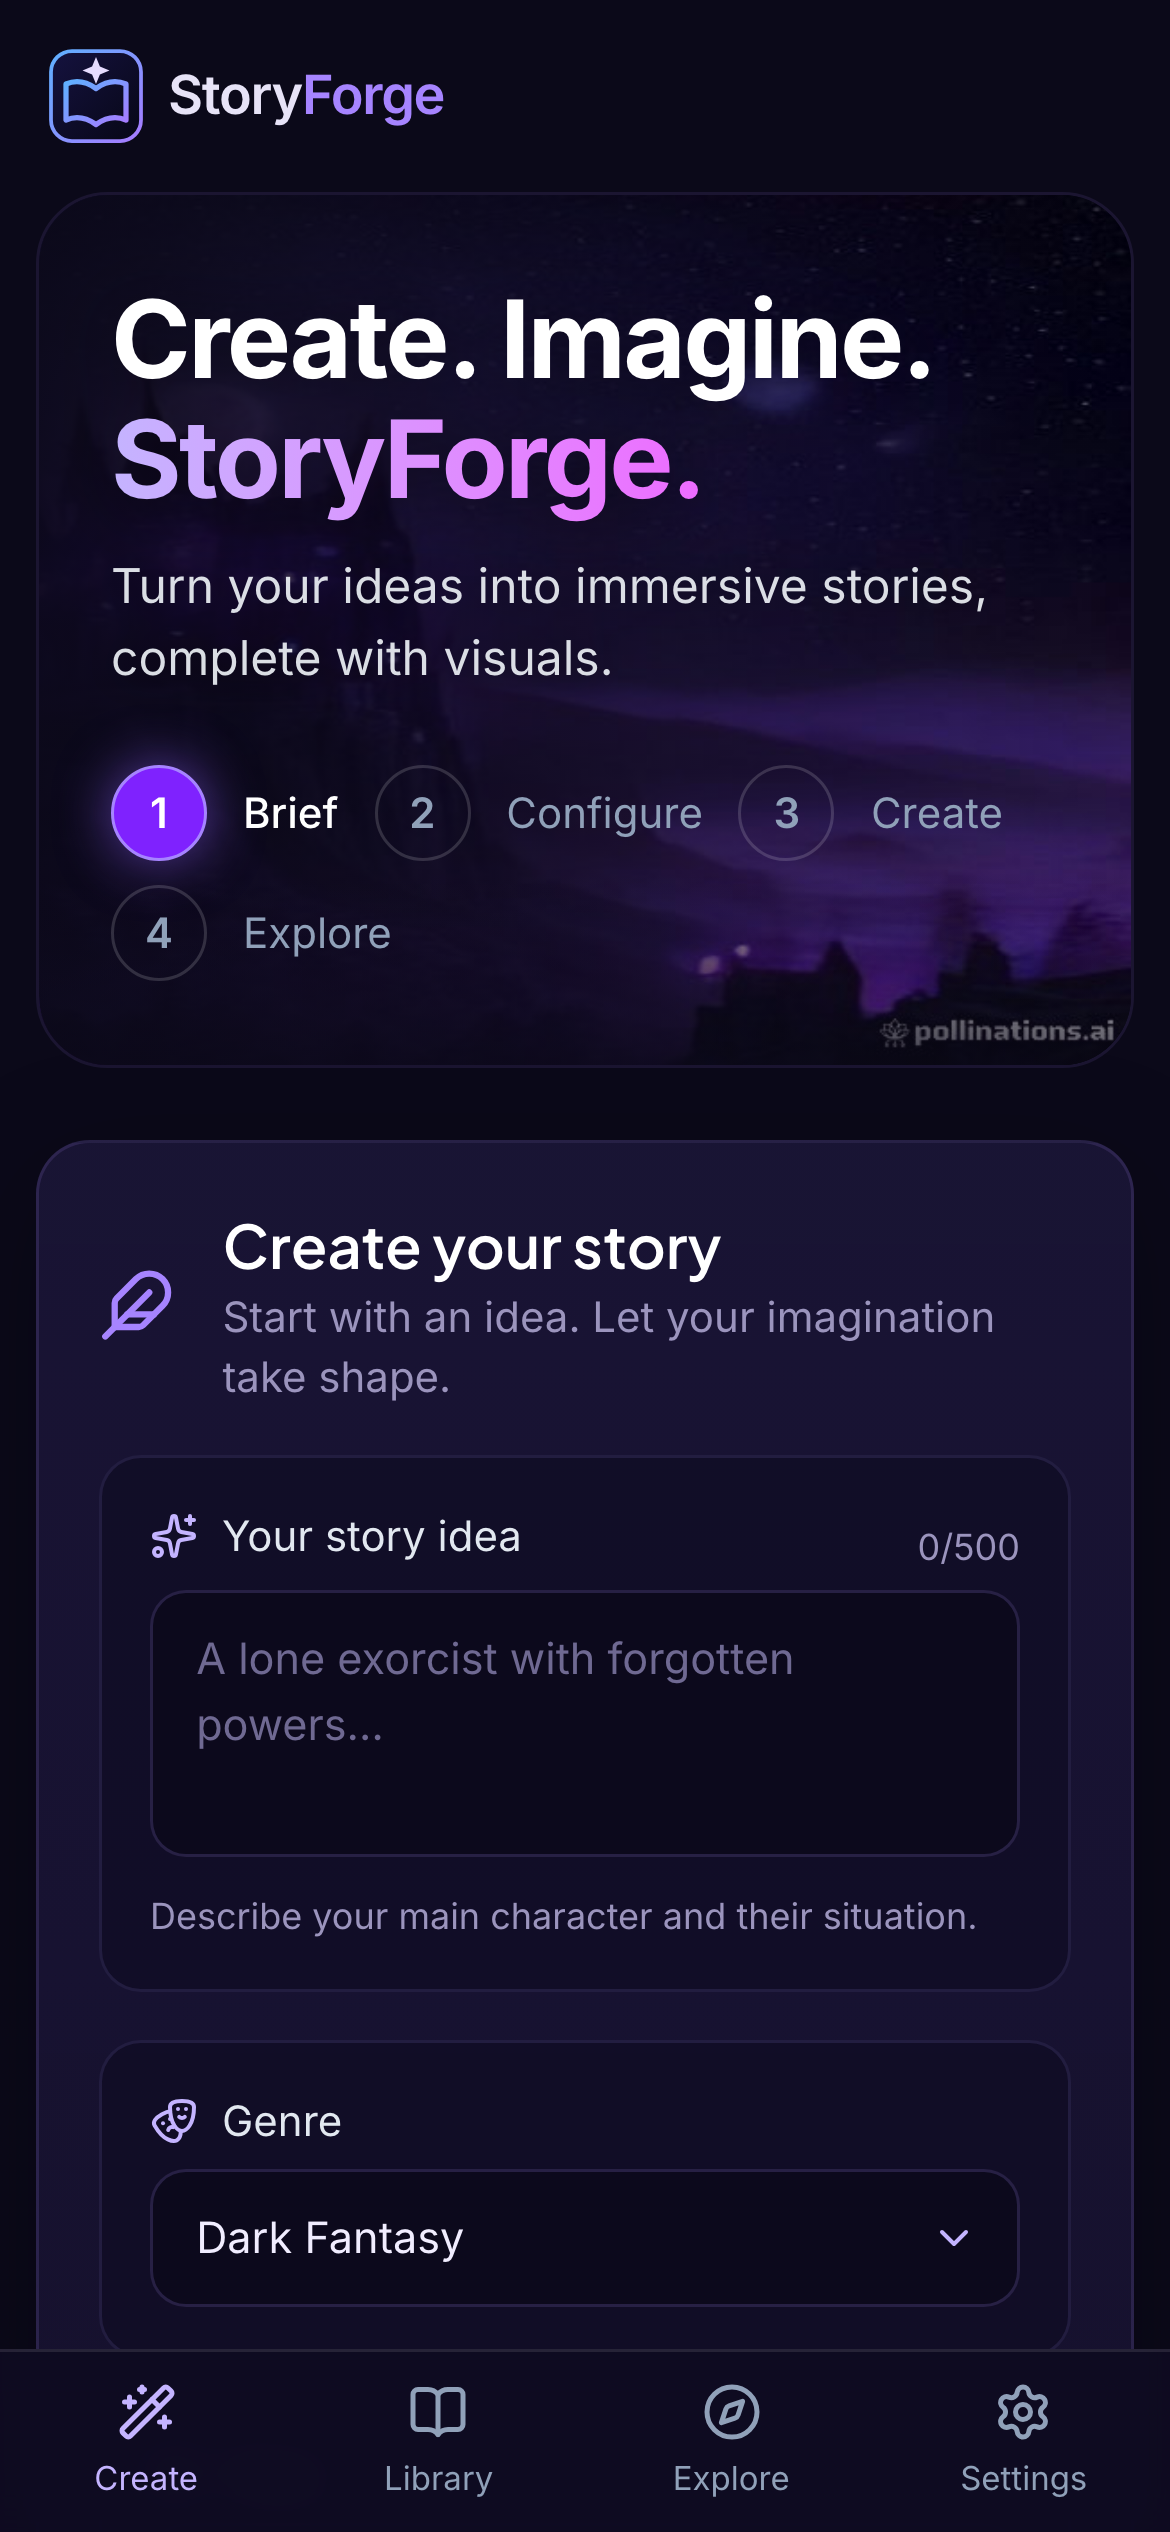 StoryForge
Create. Imagine.
StoryForge.
Turn your ideas into immersive stories,
complete with visuals.
1 Brief 2 Configure 3 Create
4 Explore
pollinations.ai
Create your story
Start with an idea. Let your imagination
take shape.
Your story idea 0/500
A lone exorcist with forgotten
powers...
Describe your main character and their situation.
Genre
Dark Fantasy
Create Library Explore Settings